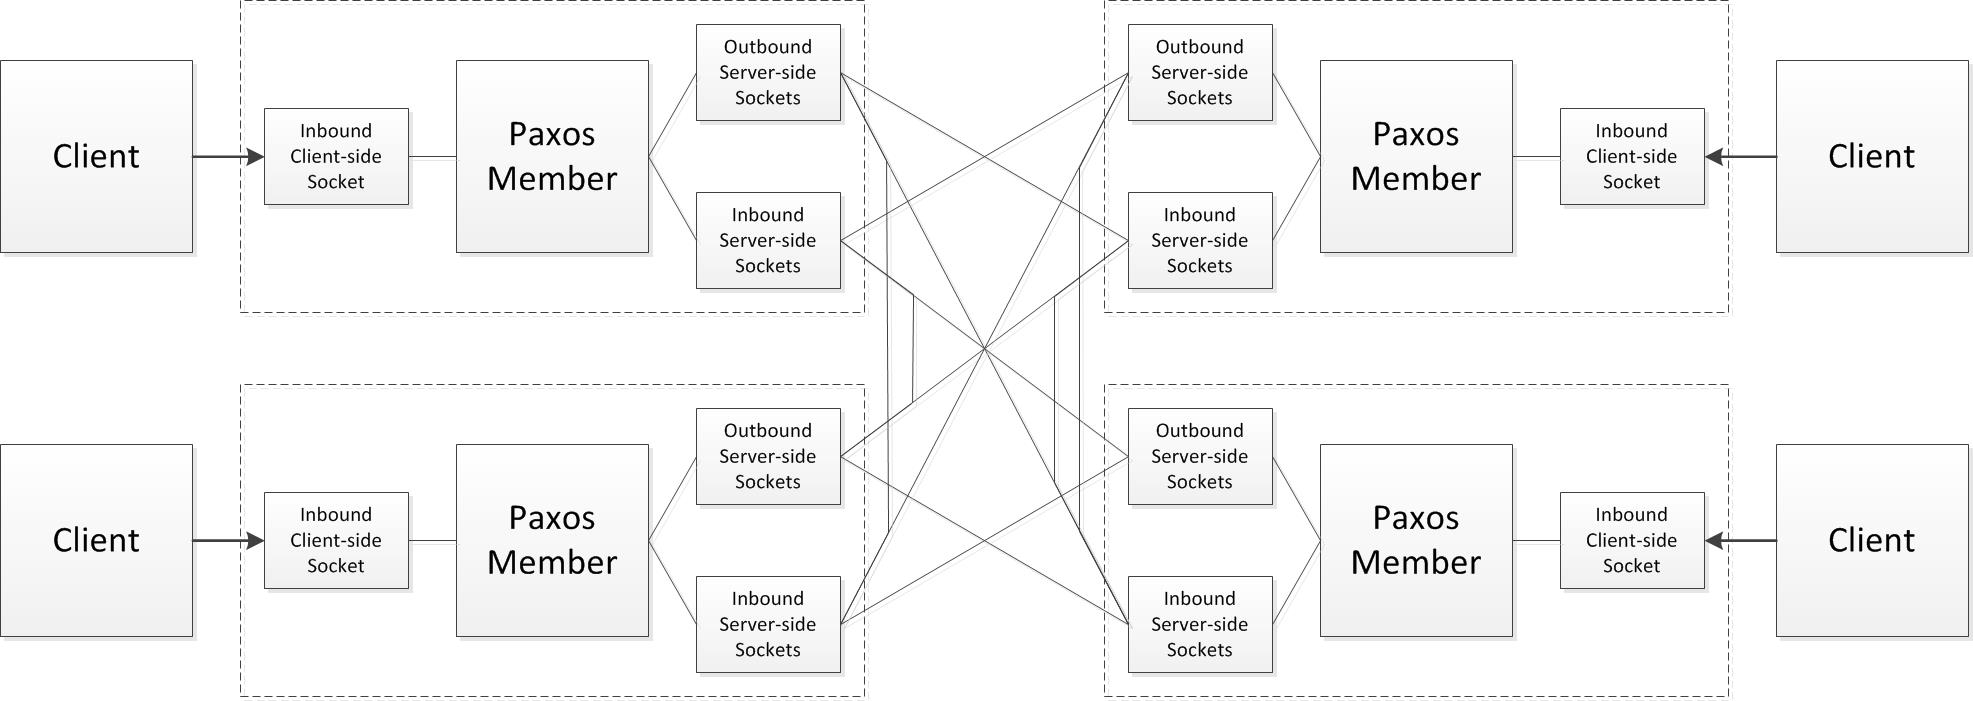 Client
Inbound
Client-side
Socket
Paxos
Member
Outbound
Server-side
Sockets
Inbound
Server-side
Sockets
Outbound
Server-side
Sockets
Inbound
Server-side
Sockets
Paxos
Member
Inbound
Client-side
Socket
Client
Client
Inbound
Client-side
Socket
Paxos
Member
Outbound
Server-side
Sockets
Inbound
Server-side
Sockets
Outbound
Server-side
Sockets
Inbound
Server-side
Sockets
Paxos
Member
Inbound
Client-side
Socket
Client